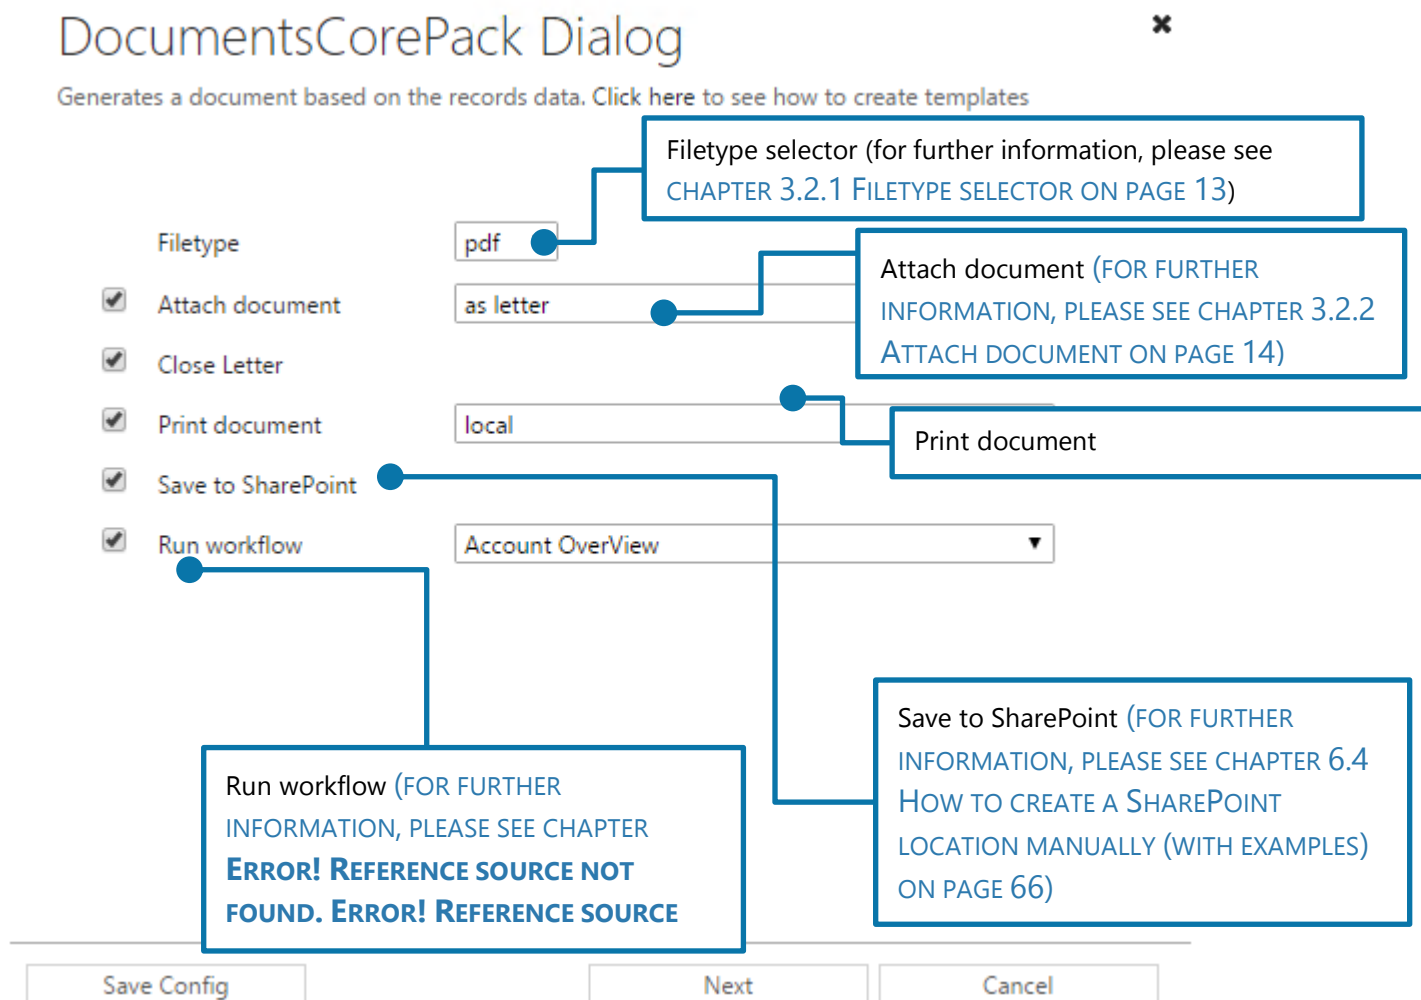 DocumentsCorePack Dialog
Generates a document based on the records data. Click here to see how to create templates
Filetype selector (for further information, please see
CHAPTER 3.2.1 FILETYPE SELECTOR ON PAGE 13)
Filetype
pdf
Attach document (FOR FURTHER
INFORMATION, PLEASE SEE CHAPTER 3.2.2
ATTACH DOCUMENT ON PAGE 14)
Attach document
as letter
Close Letter
Print document
local
Print document
Save to SharePoint
Run workflow
Account OverView
Save to SharePoint (FOR FURTHER
INFORMATION, PLEASE SEE CHAPTER 6.4
HOW TO CREATE A SHAREPOINT
LOCATION MANUALLY (WITH EXAMPLES)
ON PAGE 66)
Run workflow (FOR FURTHER
INFORMATION, PLEASE SEE CHAPTER
ERROR! REFERENCE SOURCE NOT
FOUND. ERROR! REFERENCE SOURCE
Save Config
Next
Cancel